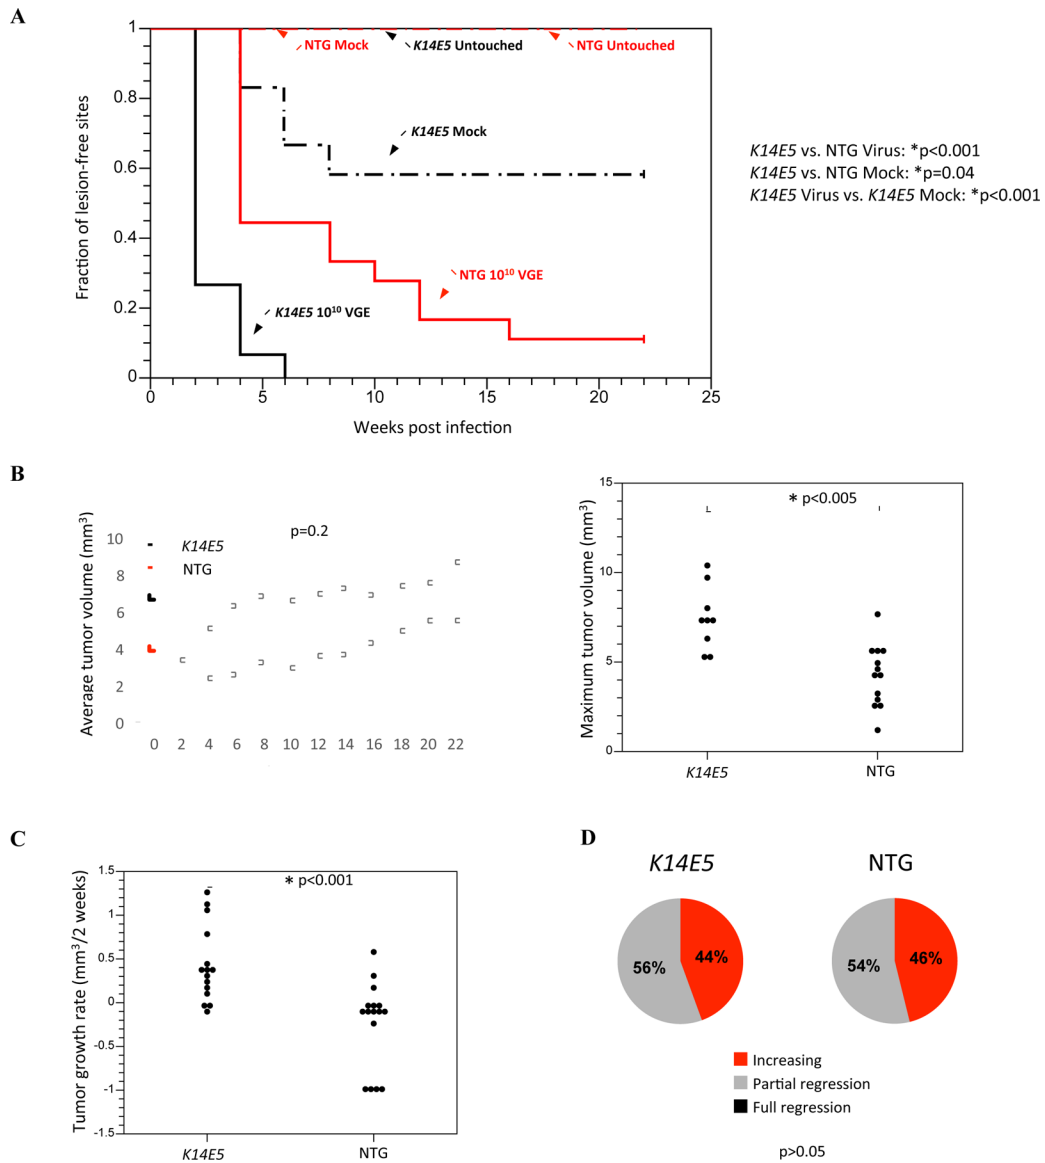 A
1
0.8
0.6
0.4
0.2
0
Fraction of lesion-free sites
NTG Mock
K14E5 Untouched
NTG Untouched
K14E5 Mock
NTG 10¹⁰ VGE
K14E5 10¹⁰ VGE
0 5 10 15 20 25
Weeks post infection
K14E5 vs. NTG Virus: *p<0.001
K14E5 vs. NTG Mock: *p=0.04
K14E5 Virus vs. K14E5 Mock: *p<0.001
B
Average tumor volume (mm³)
10
8
6
4
2
0
K14E5
NTG
p=0.2
0 2 4 6 8 10 12 14 16 18 20 22
Maximum tumor volume (mm³)
15
10
5
0
* p<0.005
K14E5 NTG
C
Tumor growth rate (mm³/2 weeks)
1.5
1
0.5
0
-0.5
-1
-1.5
* p<0.001
K14E5 NTG
D
K14E5 NTG
56% 44% 54% 46%
Increasing
Partial regression
Full regression
p>0.05